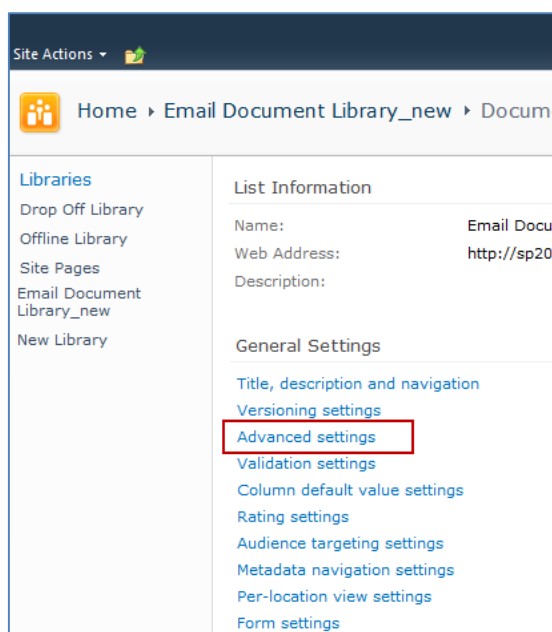 Site Actions
Home Email Document Library_new Docum
Libraries
Drop Off Library
Offline Library
Site Pages
Email Document
Library_new
New Library
List Information
Name: Email Docu
Web Address: http://sp20
Description:
General Settings
Title, description and navigation
Versioning settings
Advanced settings
Validation settings
Column default value settings
Rating settings
Audience targeting settings
Metadata navigation settings
Per-location view settings
Form settings